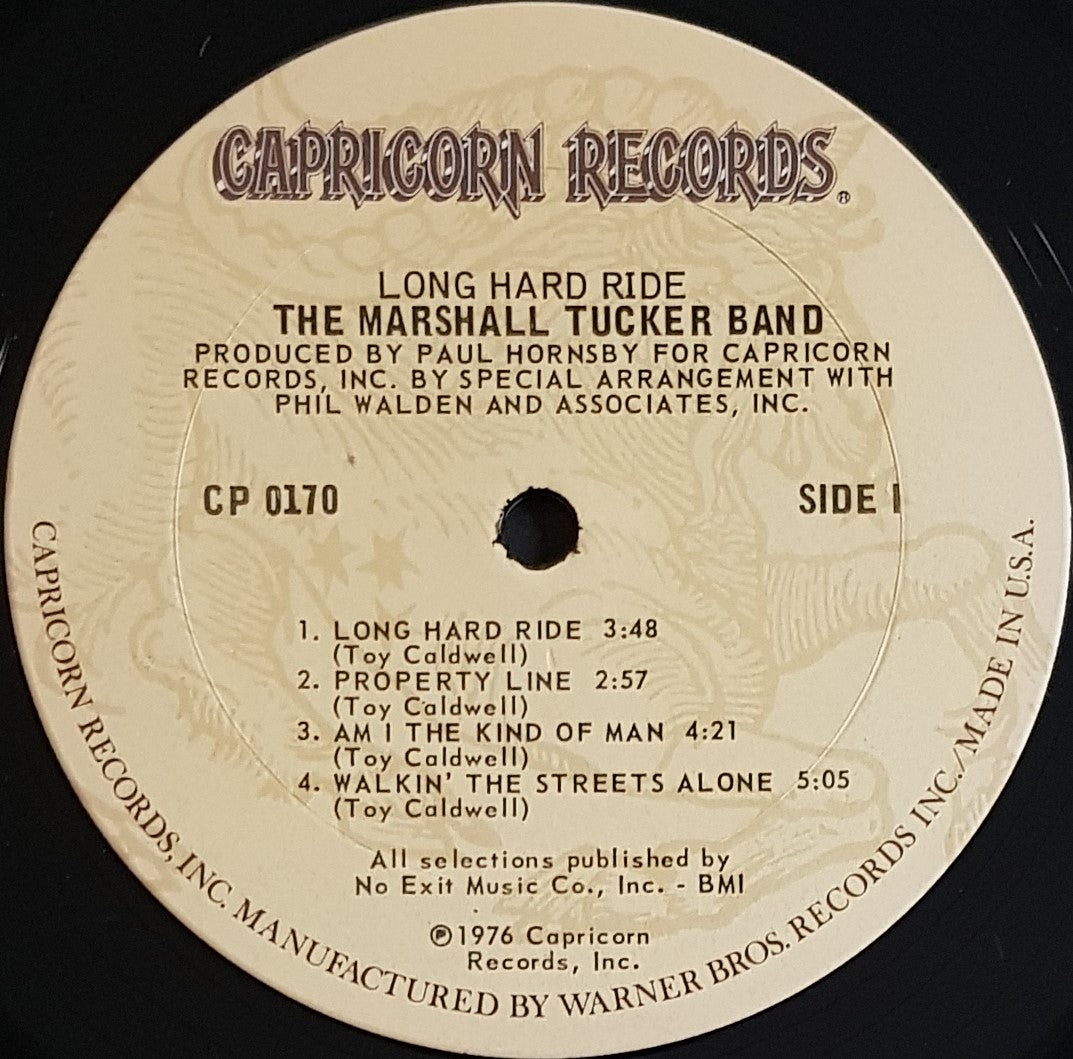 CAPRICORN RECORDS®
LONG HARD RIDE
THE MARSHALL TUCKER BAND
PRODUCED BY PAUL HORNSBY FOR CAPRICORN
RECORDS, INC. BY SPECIAL ARRANGEMENT WITH
PHIL WALDEN AND ASSOCIATES, INC.
CP 0170
SIDE I
1. LONG HARD RIDE 3:48
(Toy Caldwell)
2. PROPERTY LINE 2:57
(Toy Caldwell)
3. AM I THE KIND OF MAN 4:21
(Toy Caldwell)
4. WALKIN' THE STREETS ALONE 5:05
(Toy Caldwell)
All selections published by
No Exit Music Co., Inc. - BMI
℗1976 Capricorn
Records, Inc.
CAPRICORN RECORDS, INC. MANUFACTURED BY WARNER BROS. RECORDS INC./MADE IN U.S.A.